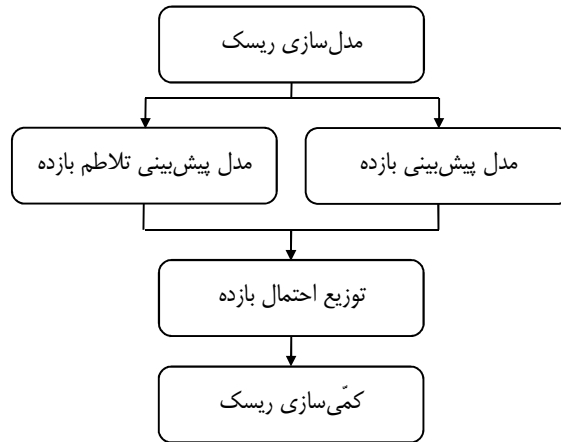 مدل‌سازی ریسک
مدل پیش‌بینی بازده
مدل پیش‌بینی تلاطم بازده
توزیع احتمال بازده
کمّی‌سازی ریسک